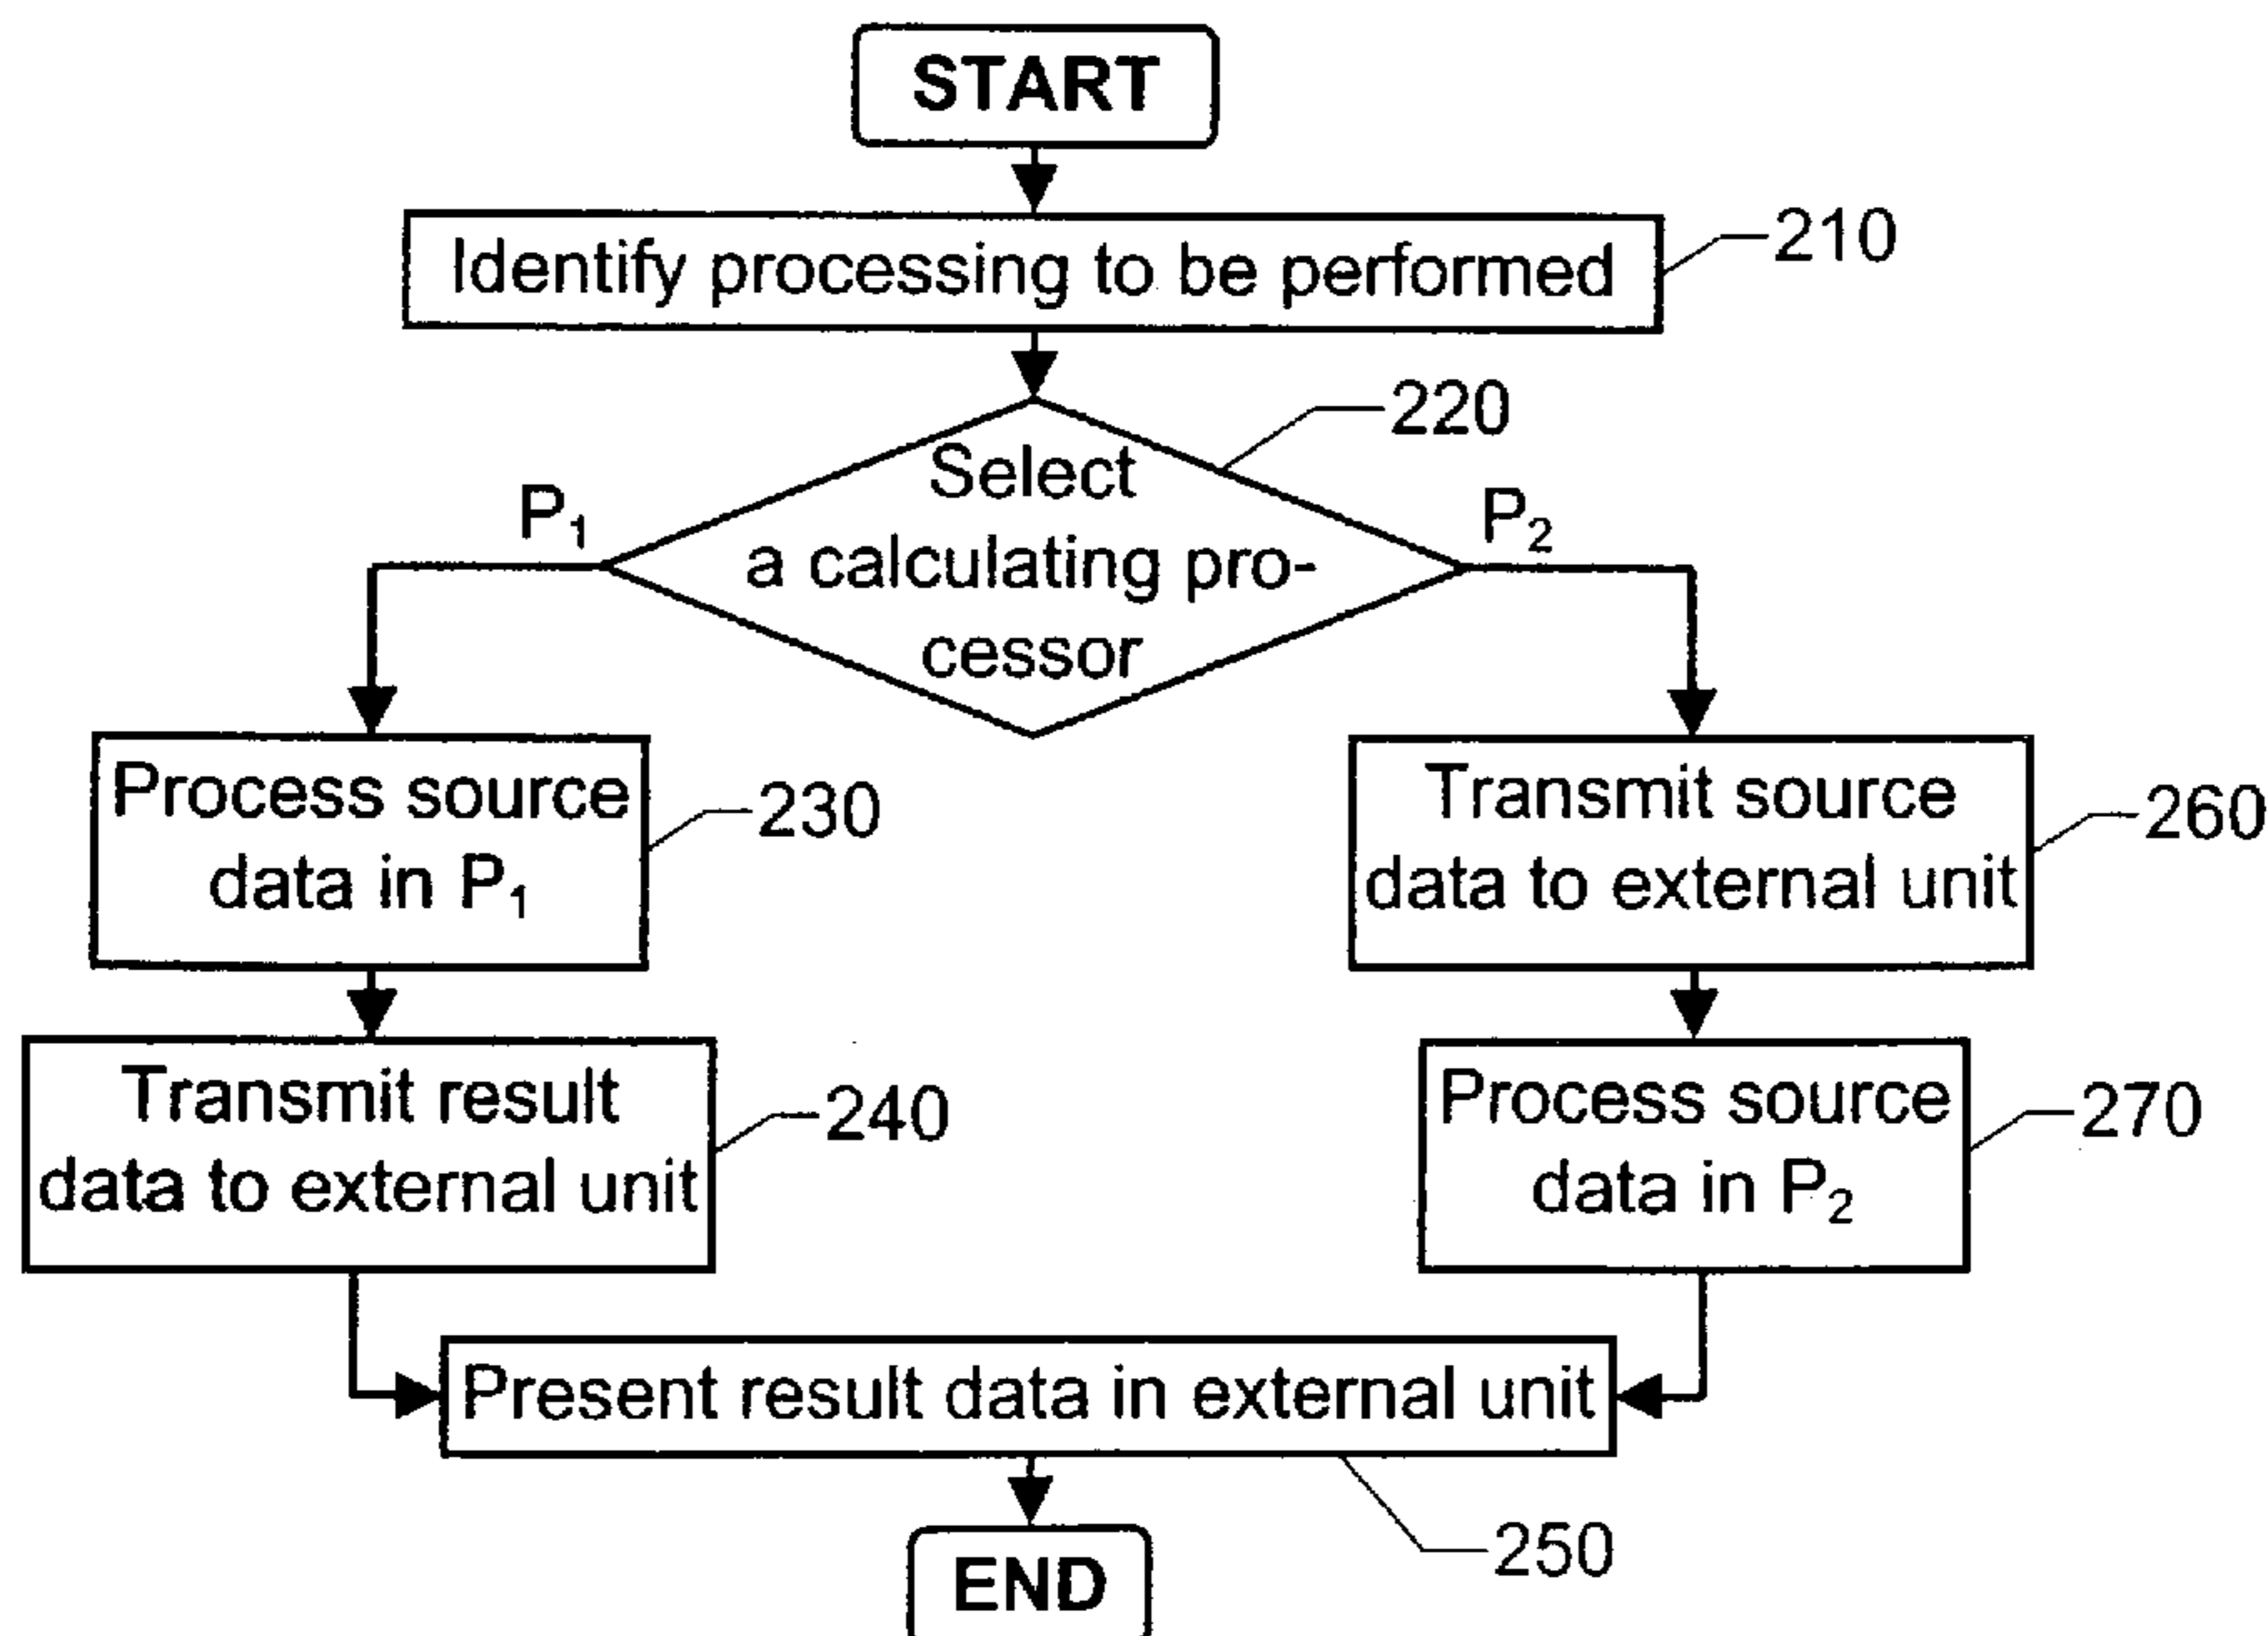 START
Identify processing to be performed
210
220
Select
a calculating pro-
cessor
P₁
P₂
Process source
data in P₁
230
Transmit source
data to external unit
260
Transmit result
data to external unit
240
Process source
data in P₂
270
Present result data in external unit
250
END